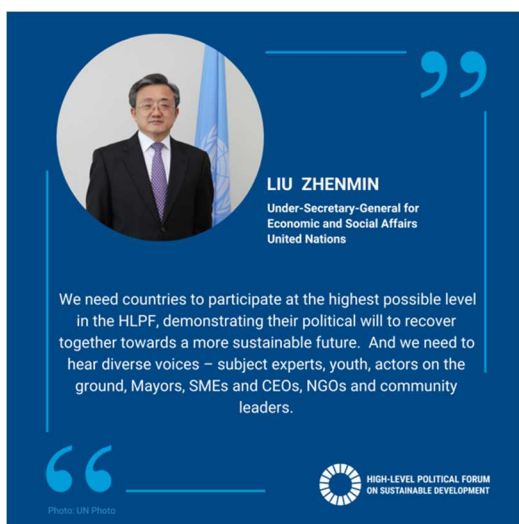 LIU ZHENMIN
Under-Secretary-General for
Economic and Social Affairs
United Nations
We need countries to participate at the highest possible level
in the HLPF, demonstrating their political will to recover
together towards a more sustainable future. And we need to
hear diverse voices – subject experts, youth, actors on the
ground, Mayors, SMEs and CEOs, NGOs and community
leaders.
HIGH-LEVEL POLITICAL FORUM
ON SUSTAINABLE DEVELOPMENT
Photo: UN Photo